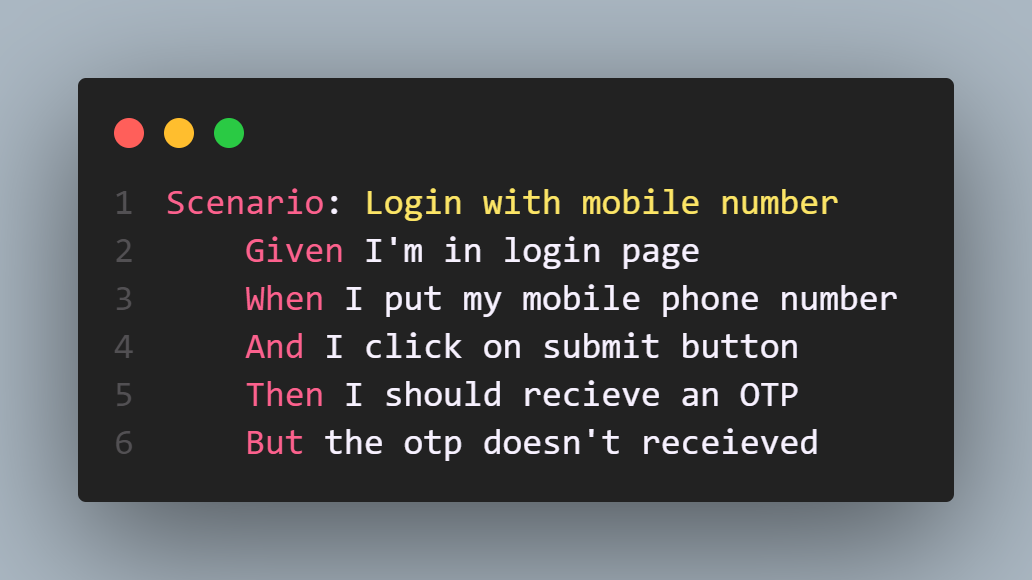 1 Scenario: Login with mobile number
2 Given I'm in login page
3 When I put my mobile phone number
4 And I click on submit button
5 Then I should recieve an OTP
6 But the otp doesn't receieved